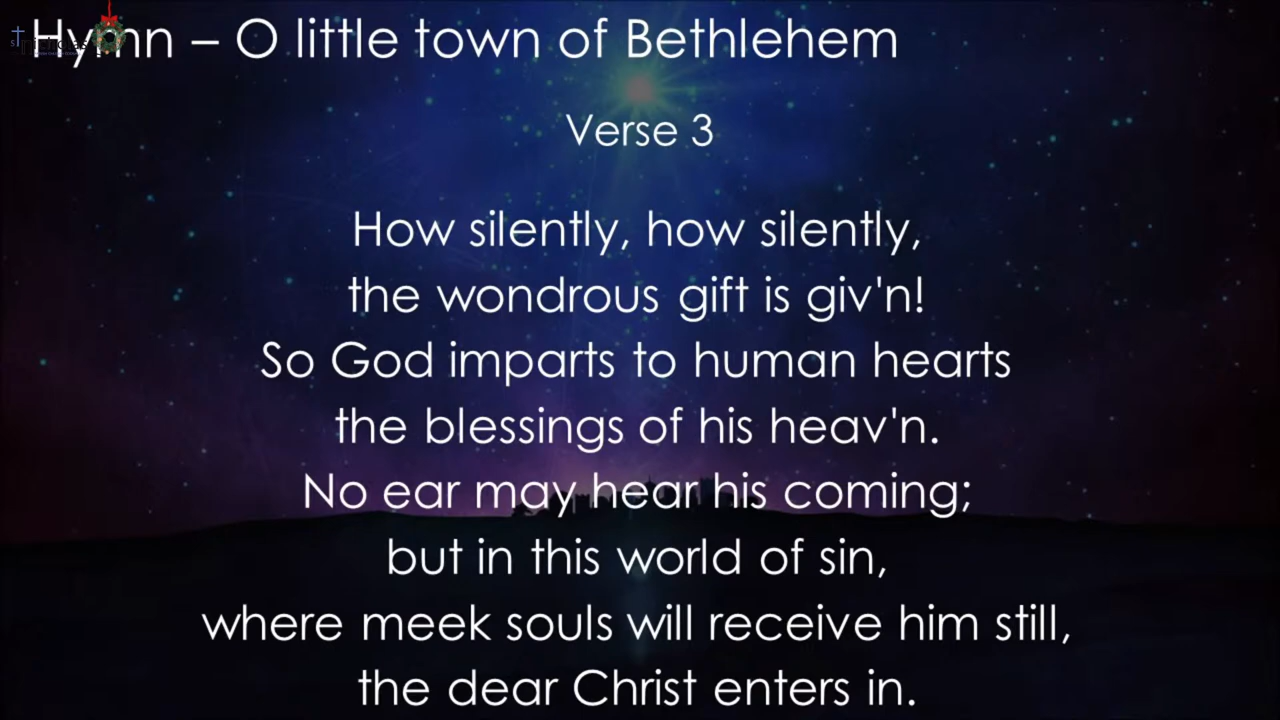 Hymn – O little town of Bethlehem
Verse 3
How silently, how silently,
the wondrous gift is giv'n!
So God imparts to human hearts
the blessings of his heav'n.
No ear may hear his coming;
but in this world of sin,
where meek souls will receive him still,
the dear Christ enters in.